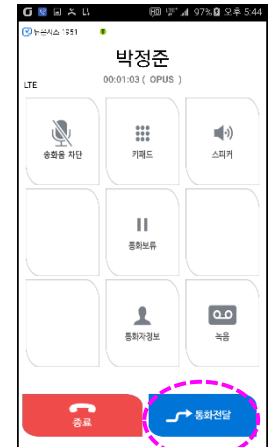 HD LTE 97% 오후 5:44
박정준
LTE 00:01:03 ( OPUS )
송화음 차단 키패드 스피커
통화보류
통화자정보 녹음
종료 통화전달